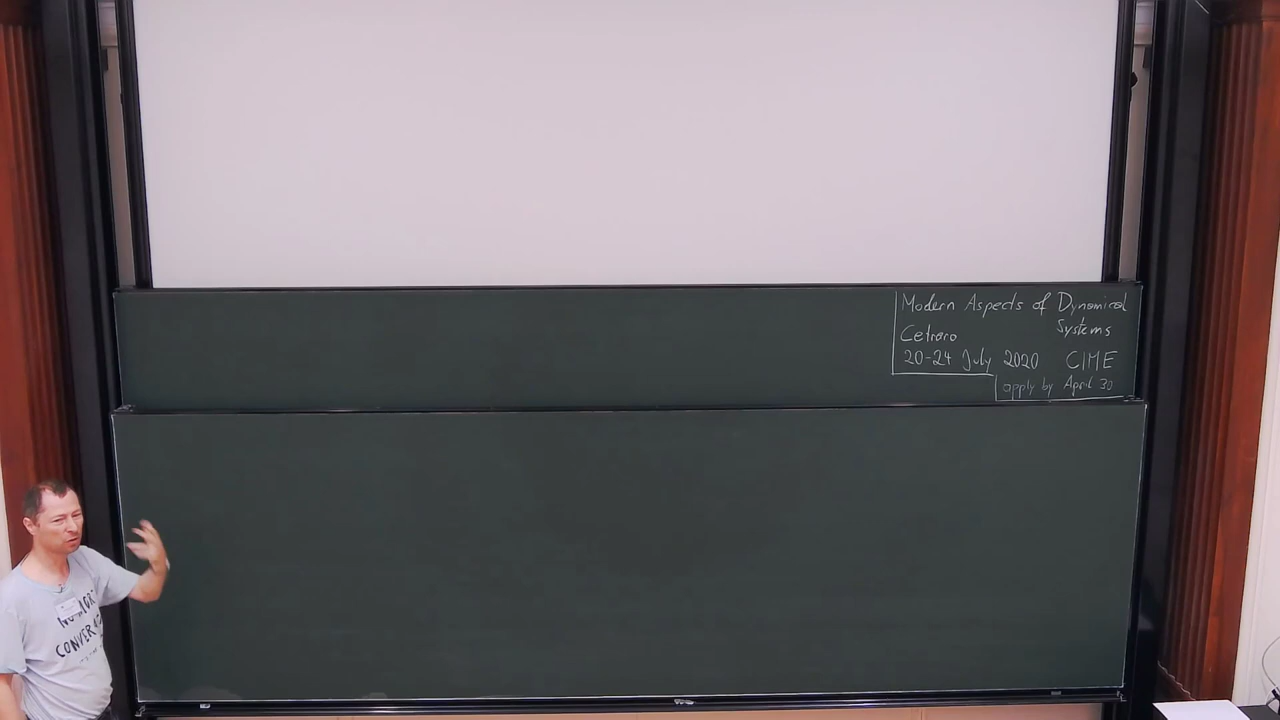 Modern Aspects of Dynamical
Systems
Cetraro
20-24 July 2020 CIME
apply by April 30